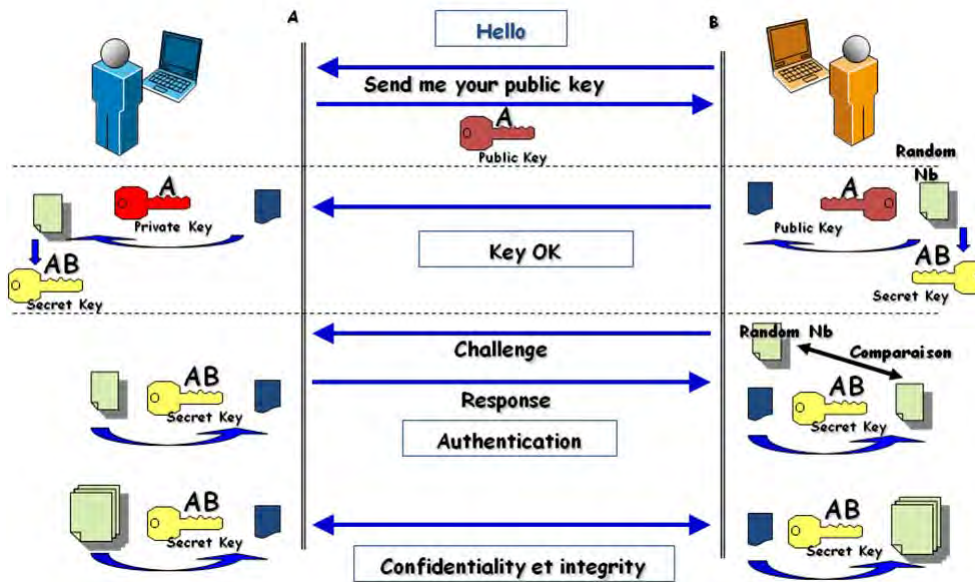 A
Hello
B
Send me your public key
A
Public Key
Random
Nb
A
Private Key
A
Public Key
Key OK
AB
Secret Key
AB
Secret Key
Random Nb
Challenge
Comparaison
AB
Secret Key
Response
AB
Secret Key
Authentication
AB
Secret Key
AB
Secret Key
Confidentiality et integrity